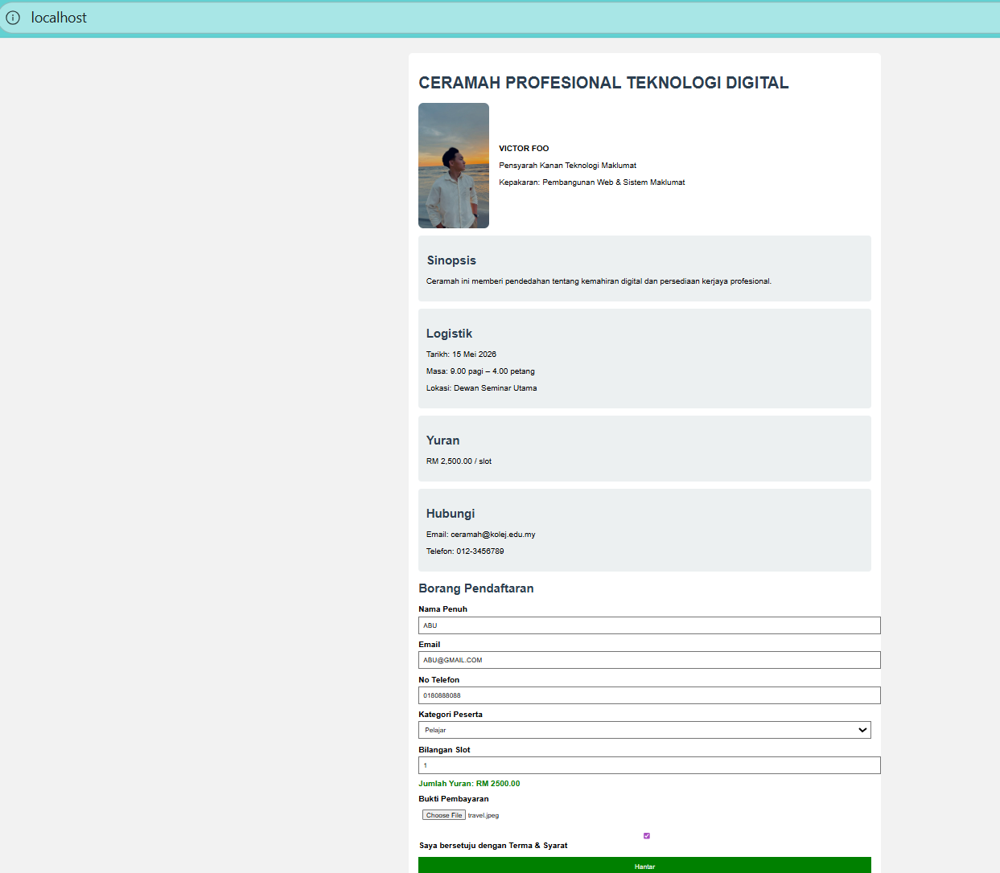 localhost
CERAMAH PROFESIONAL TEKNOLOGI DIGITAL
VICTOR FOO
Pensyarah Kanan Teknologi Maklumat
Kepakaran: Pembangunan Web & Sistem Maklumat
Sinopsis
Ceramah ini memberi pendedahan tentang kemahiran digital dan persediaan kerjaya profesional.
Logistik
Tarikh: 15 Mei 2026
Masa: 9.00 pagi – 4.00 petang
Lokasi: Dewan Seminar Utama
Yuran
RM 2,500.00 / slot
Hubungi
Email: ceramah@kolej.edu.my
Telefon: 012-3456789
Borang Pendaftaran
Nama Penuh
ABU
Email
ABU@GMAIL.COM
No Telefon
0180888088
Kategori Peserta
Pelajar
Bilangan Slot
1
Jumlah Yuran: RM 2500.00
Bukti Pembayaran
Choose File travel.jpeg
Saya bersetuju dengan Terma & Syarat
Hantar